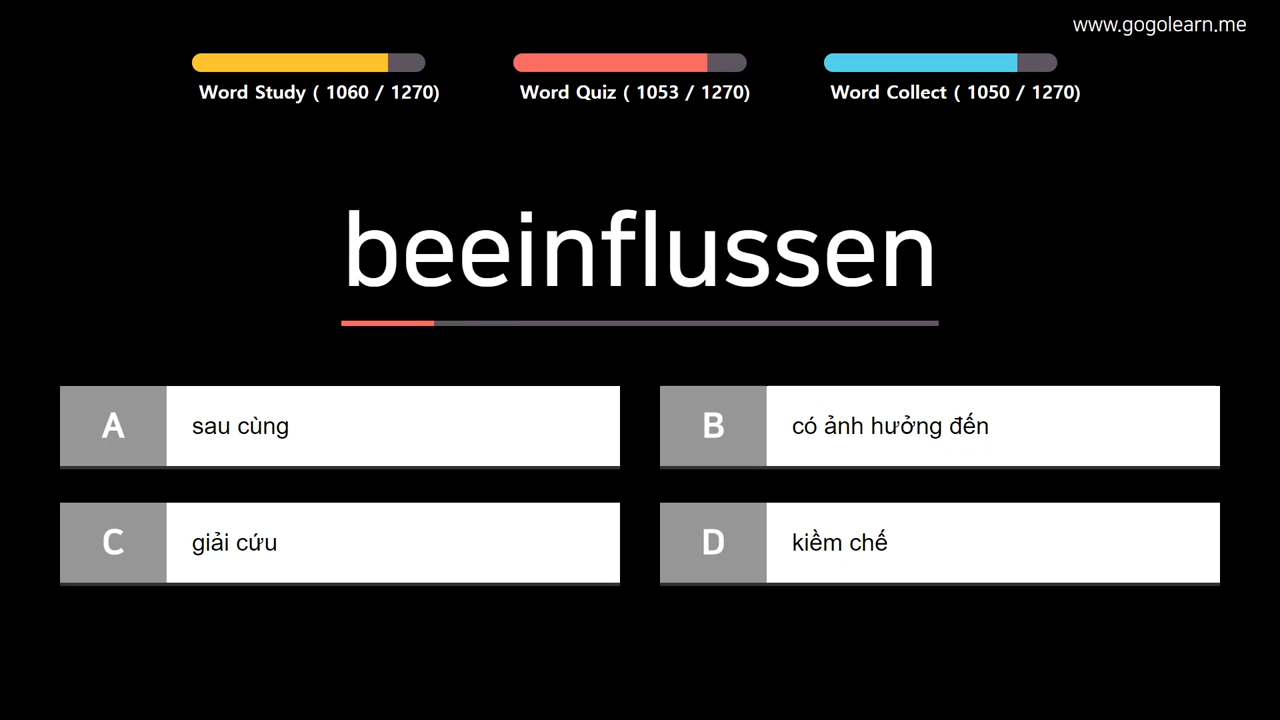 www.gogolearn.me
Word Study ( 1060 / 1270)
Word Quiz ( 1053 / 1270)
Word Collect ( 1050 / 1270)
beeinflussen
A
sau cùng
B
có ảnh hưởng đến
C
giải cứu
D
kiềm chế